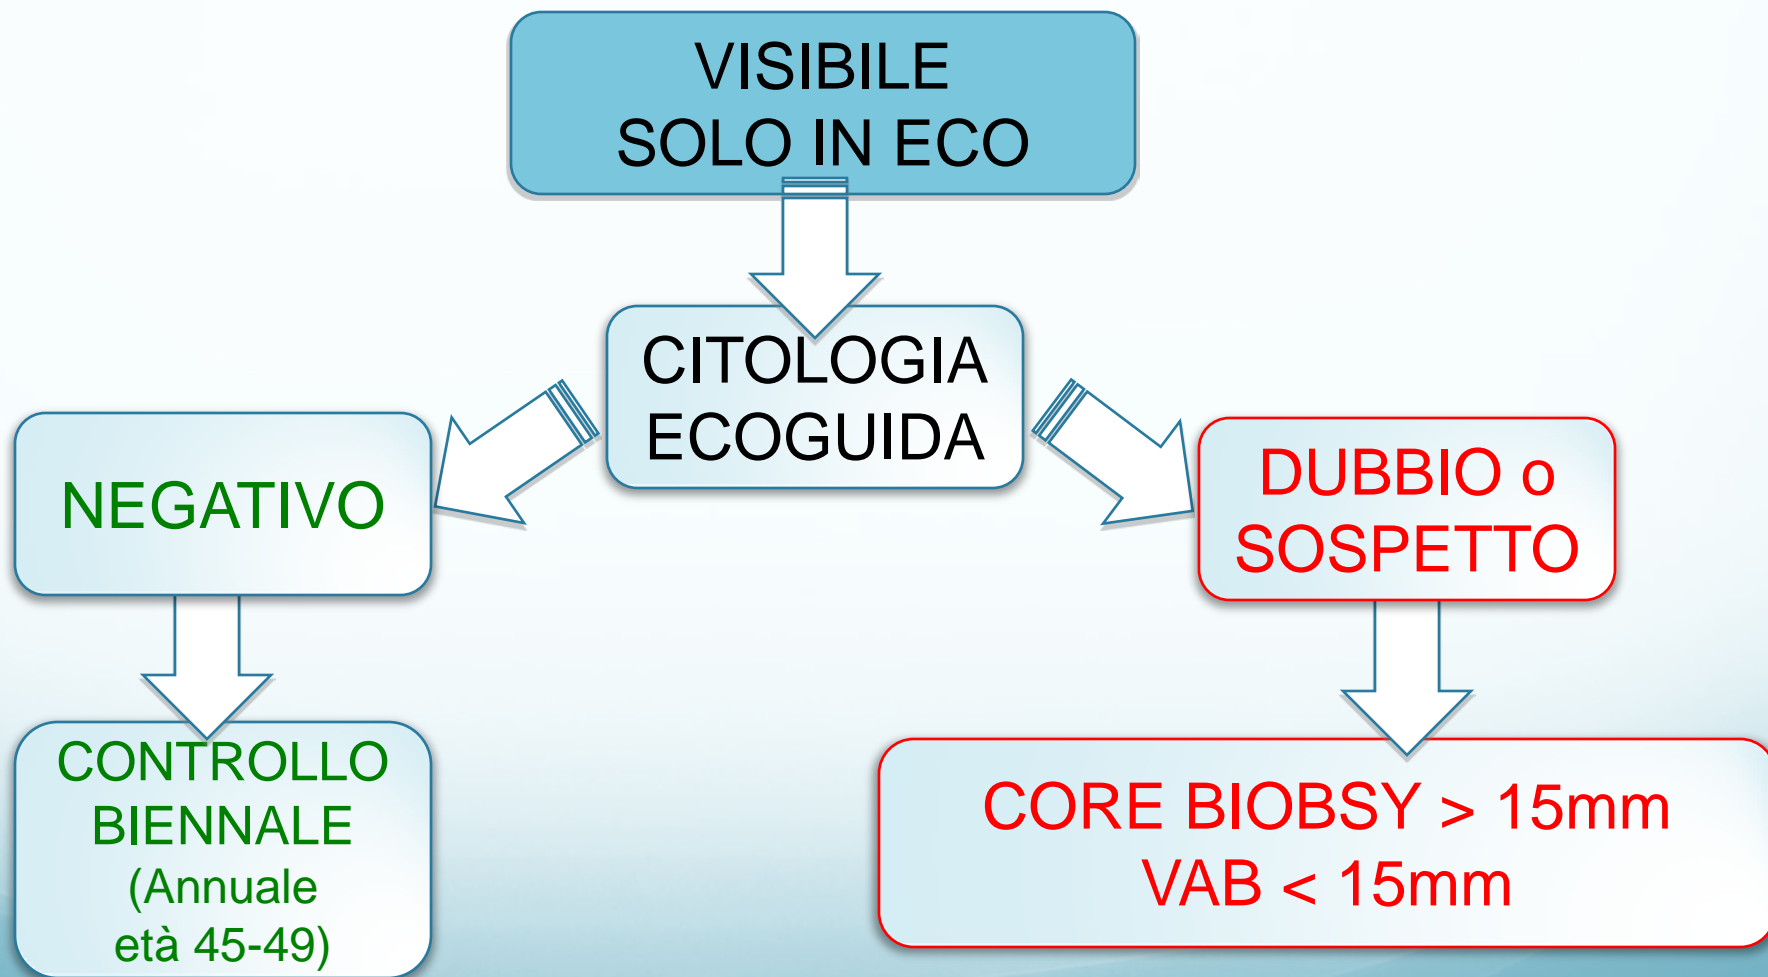 VISIBILE
SOLO IN ECO
CITOLOGIA
ECOGUIDA
NEGATIVO
DUBBIO o
SOSPETTO
CONTROLLO
BIENNALE
(Annuale
età 45-49)
CORE BIOBSY > 15mm
VAB < 15mm